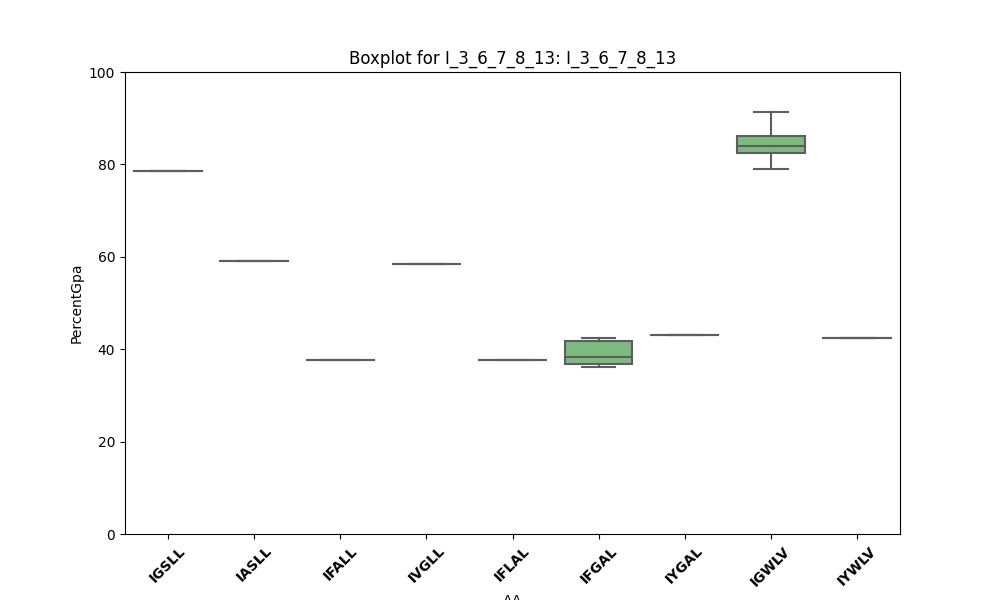 Boxplot for I_3_6_7_8_13: I_3_6_7_8_13
100
80
60
40
20
0
PercentGpa
IGSLL
IASLL
IFALL
IVGLL
IFLAL
IFGAL
IYGAL
IGWLV
IYWLV
AA